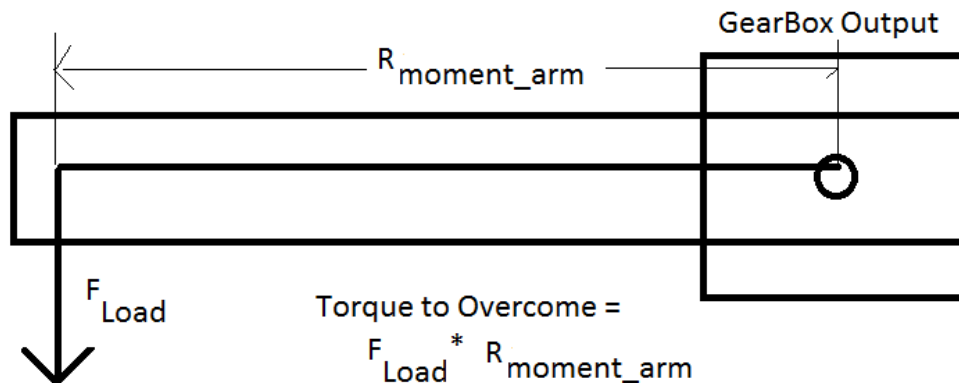 GearBox Output
R moment_arm
F Load
Torque to Overcome =
F Load * R moment_arm